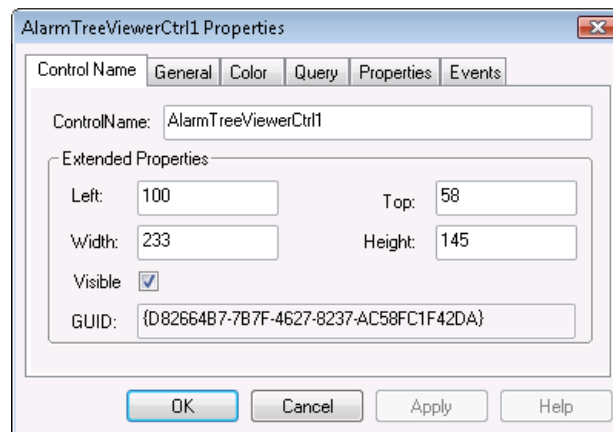 AlarmTreeViewerCtrl1 Properties
Control Name General Color Query Properties Events
ControlName: AlarmTreeViewerCtrl1
Extended Properties
Left: 100 Top: 58
Width: 233 Height: 145
Visible
GUID: {D82664B7-7B7F-4627-8237-AC58FC1F42DA}
OK Cancel Apply Help